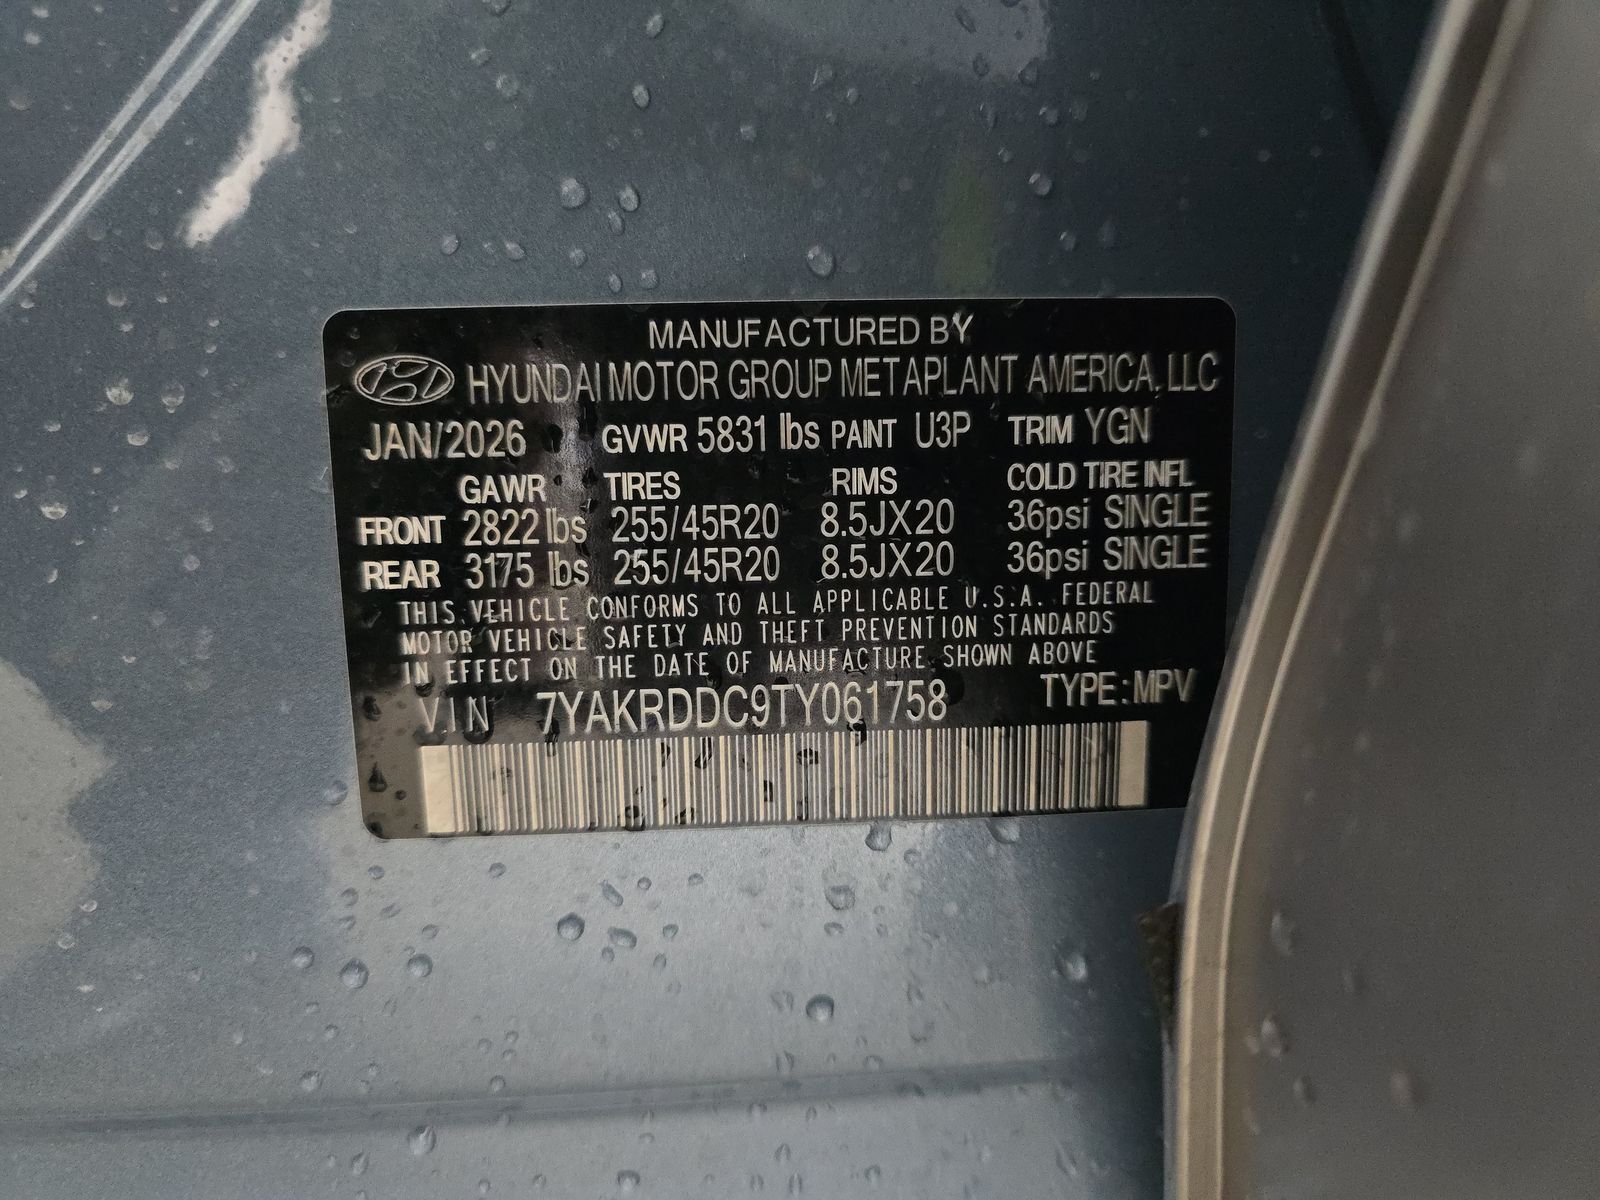 MANUFACTURED BY
HYUNDAI MOTOR GROUP METAPLANT AMERICA, LLC
JAN/2026 GVWR 5831 lbs PAINT U3P TRIM YGN
GAWR TIRES RIMS COLD TIRE INFL
FRONT 2822 lbs 255/45R20 8.5JX20 36psi SINGLE
REAR 3175 lbs 255/45R20 8.5JX20 36psi SINGLE
THIS VEHICLE CONFORMS TO ALL APPLICABLE U.S.A. FEDERAL
MOTOR VEHICLE SAFETY AND THEFT PREVENTION STANDARDS
IN EFFECT ON THE DATE OF MANUFACTURE SHOWN ABOVE
VIN 7YAKRDDC9TY061758 TYPE: MPV